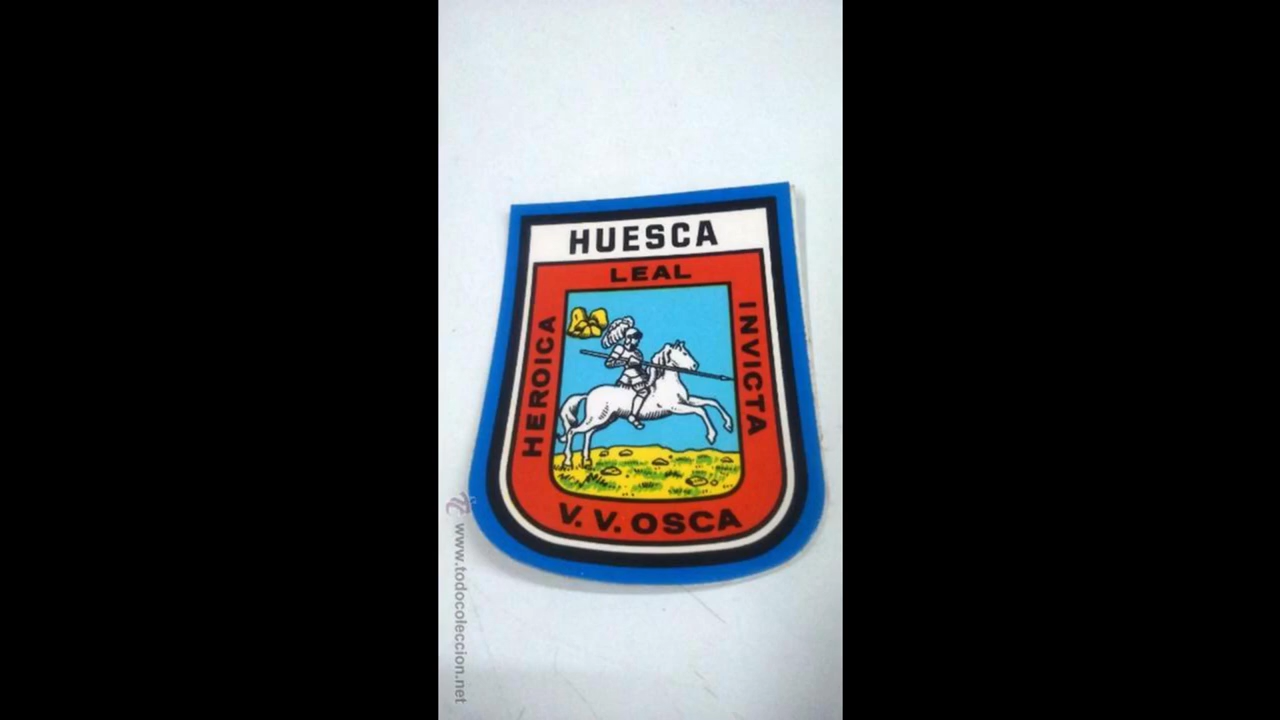 HUESCA
LEAL
HEROICA
INVICTA
V. V. OSCA
www.todocoleccion.net